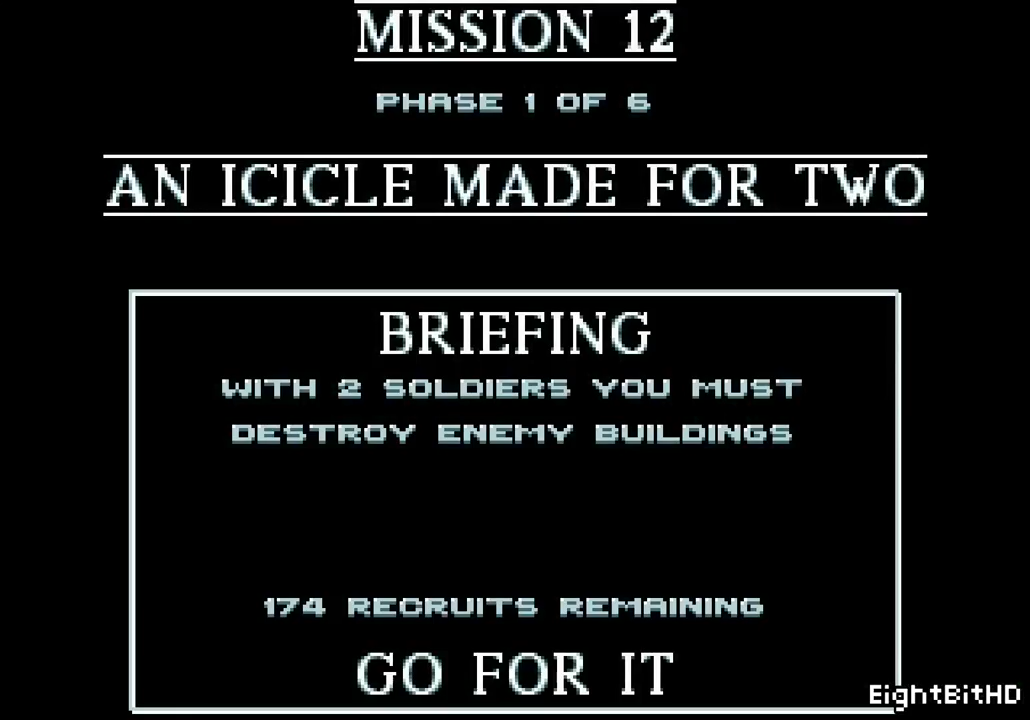 MISSION 12
PHASE 1 OF 6
AN ICICLE MADE FOR TWO
BRIEFING
WITH 2 SOLDIERS YOU MUST
DESTROY ENEMY BUILDINGS
174 RECRUITS REMAINING
GO FOR IT
EightBitHD